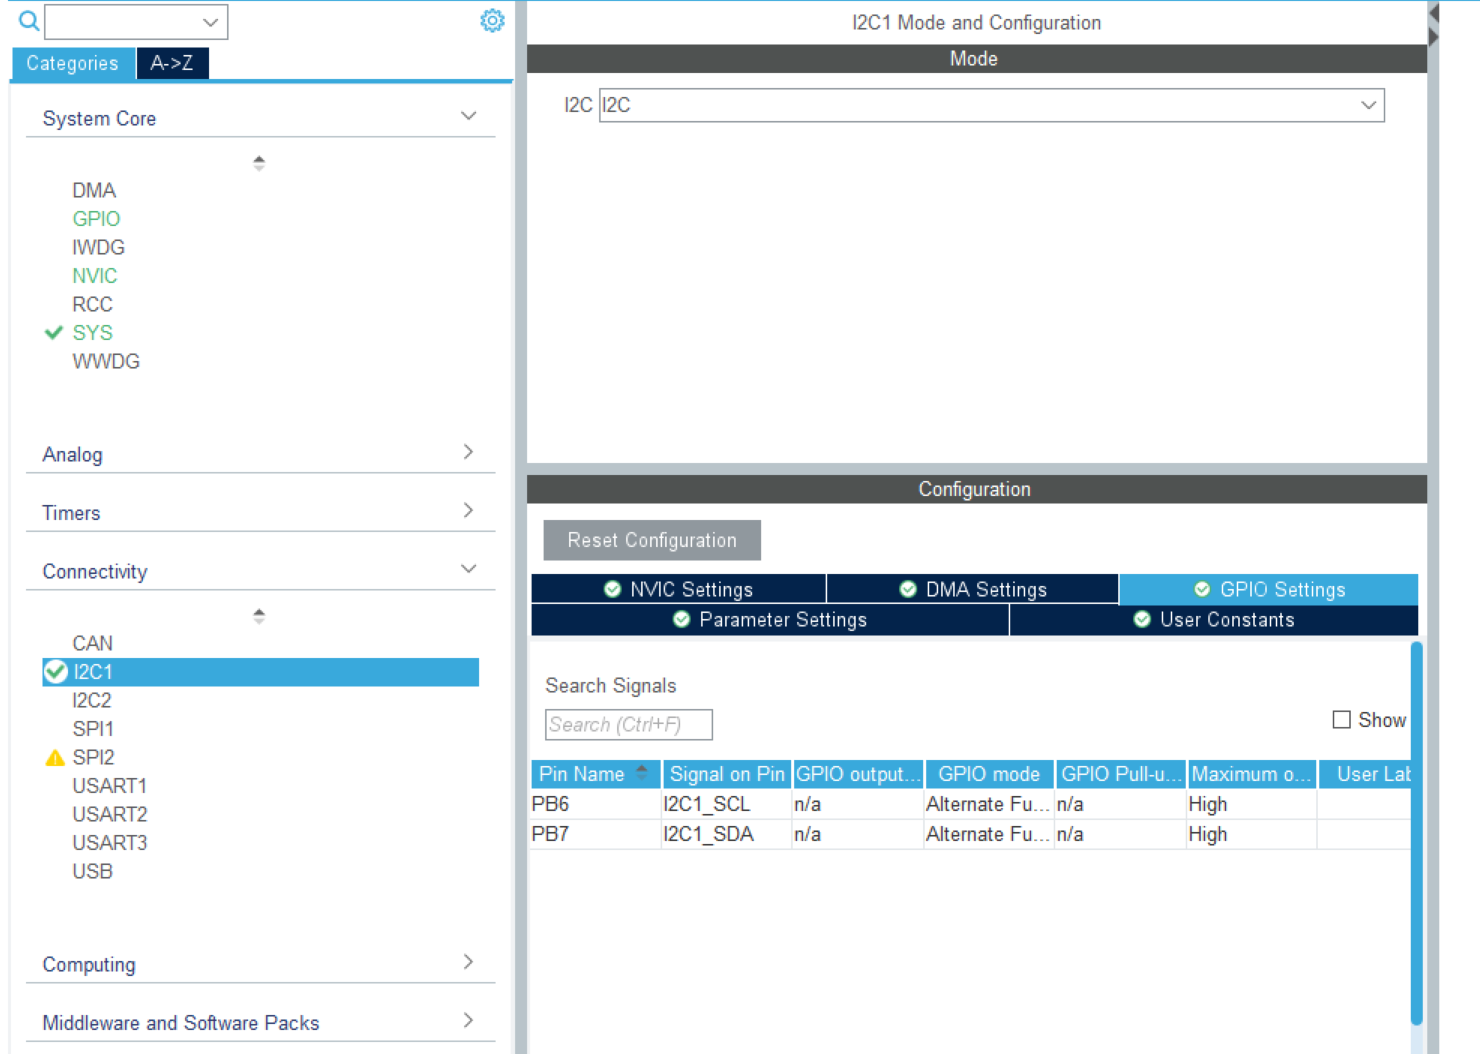 Categories
A->Z
System Core
DMA
GPIO
IWDG
NVIC
RCC
SYS
WWDG
Analog
Timers
Connectivity
CAN
I2C1
I2C2
SPI1
SPI2
USART1
USART2
USART3
USB
Computing
Middleware and Software Packs
I2C1 Mode and Configuration
Mode
I2C I2C
Configuration
Reset Configuration
NVIC Settings DMA Settings GPIO Settings
Parameter Settings User Constants
Search Signals
Search (Ctrl+F)
Show
Pin Name Signal on Pin GPIO output... GPIO mode GPIO Pull-u... Maximum o... User Lab
PB6 I2C1_SCL n/a Alternate Fu... n/a High
PB7 I2C1_SDA n/a Alternate Fu... n/a High